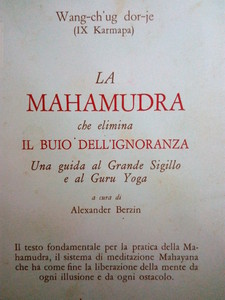 Wang-ch'ug dor-je
(IX Karmapa)
LA
MAHAMUDRA
che elimina
IL BUIO DELL'IGNORANZA
Una guida al Grande Sigillo
e al Guru Yoga
a cura di
Alexander Berzin
Il testo fondamentale per la pratica della Ma-
hamudra, il sistema di meditazione Mahayana
che ha come fine la liberazione della mente da
ogni illusione e da ogni ostacolo.